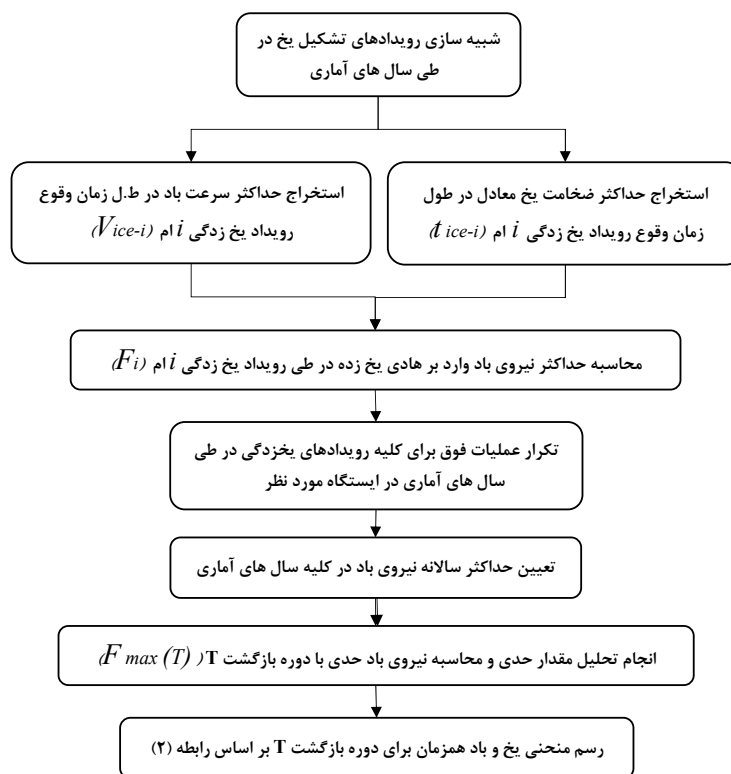 شبیه سازی رویدادهای تشکیل یخ در
طی سال های آماری
استخراج حداکثر ضخامت یخ معادل در طول
زمان وقوع رویداد یخ زدگی i ام (t ice-i)
استخراج حداکثر سرعت باد در ط.ل زمان وقوع
رویداد یخ زدگی i ام (Vice-i)
محاسبه حداکثر نیروی باد وارد بر هادی یخ زده در طی رویداد یخ زدگی i ام (Fi)
تکرار عملیات فوق برای کلیه رویدادهای یخزدگی در طی
سال های آماری در ایستگاه مورد نظر
تعیین حداکثر سالانه نیروی باد در کلیه سال های آماری
انجام تحلیل مقدار حدی و محاسبه نیروی باد حدی با دوره بازگشت T (F max (T))
رسم منحنی یخ و باد همزمان برای دوره بازگشت T بر اساس رابطه (۲)